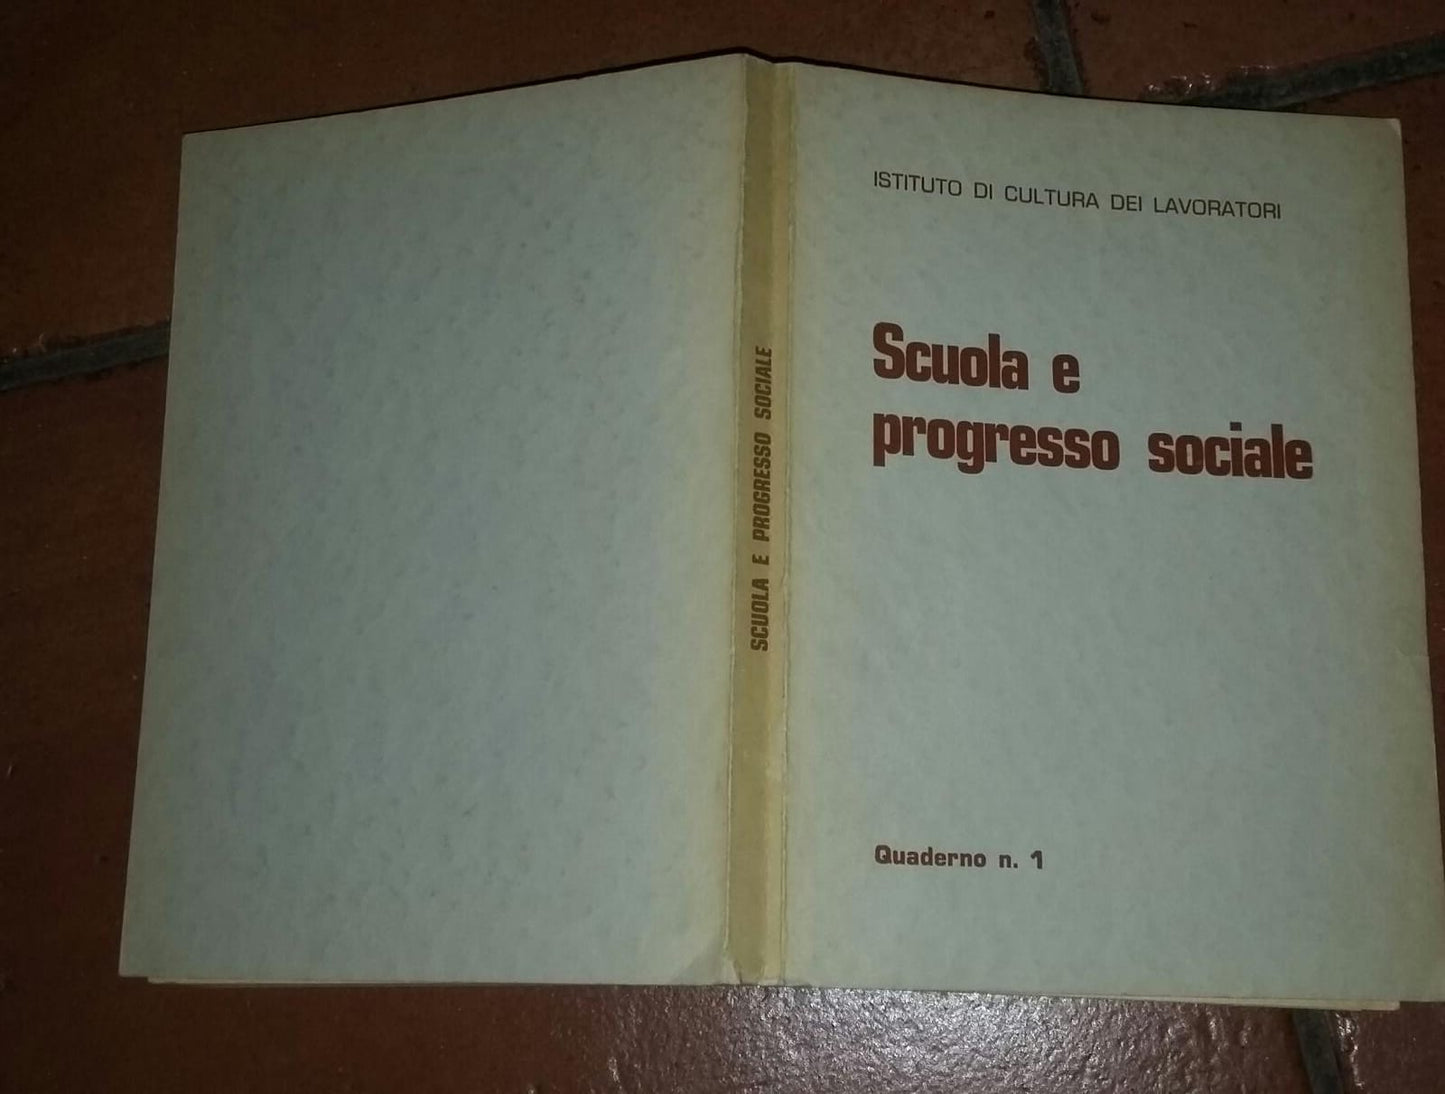 SCUOLA E PROGRESSO SOCIALE
ISTITUTO DI CULTURA DEI LAVORATORI
Scuola e
progresso sociale
Quaderno n. 1